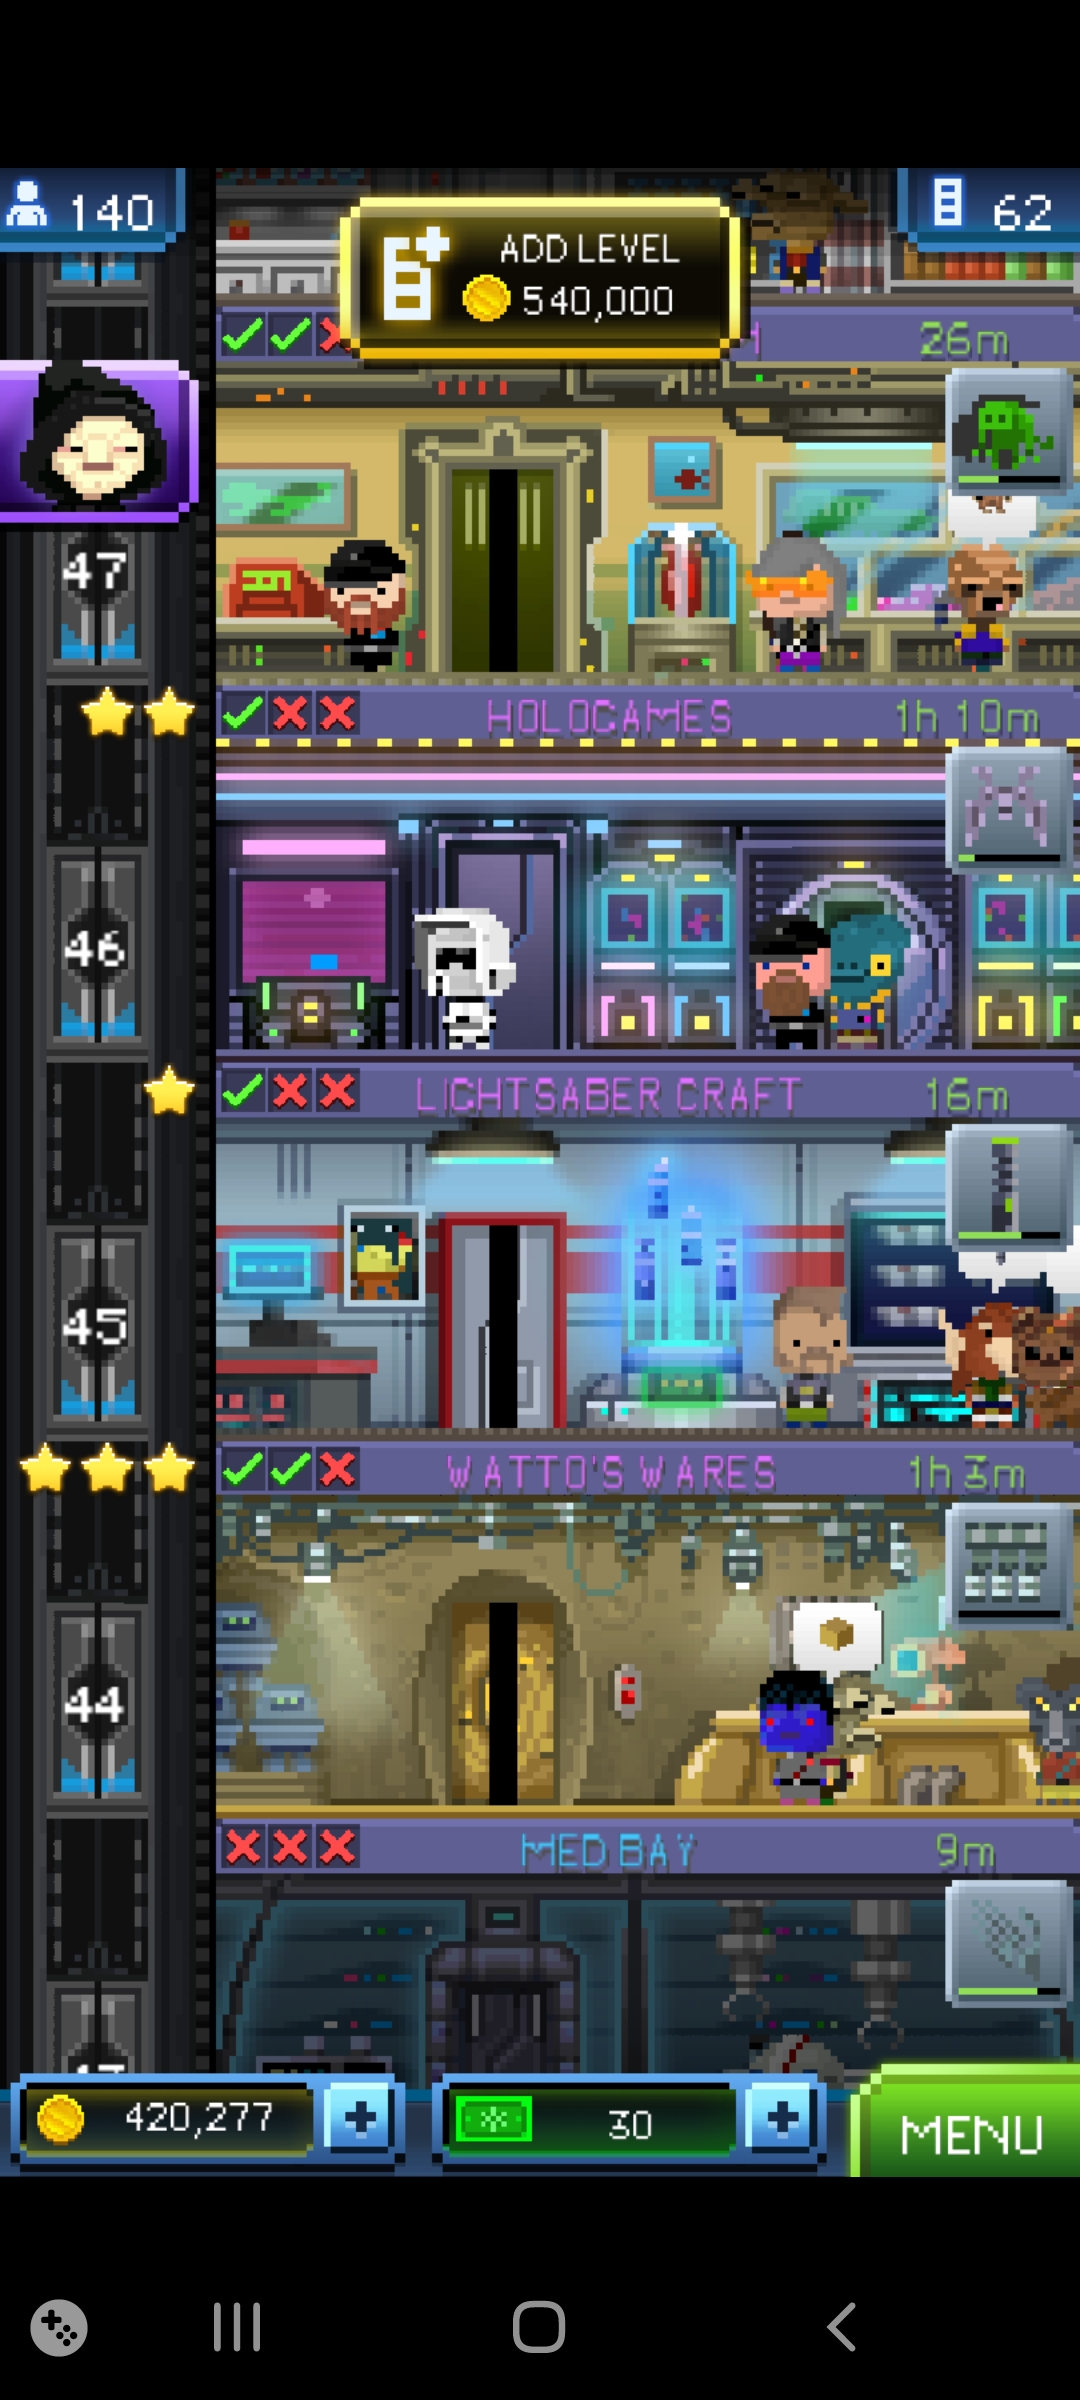 140
ADD LEVEL
540,000
62
26m
47
HOLOGAMES
1h 10m
46
LIGHTSABER CRAFT
16m
45
WATTO'S WARES
1h 3m
44
MED BAY
9m
420,277
30
MENU